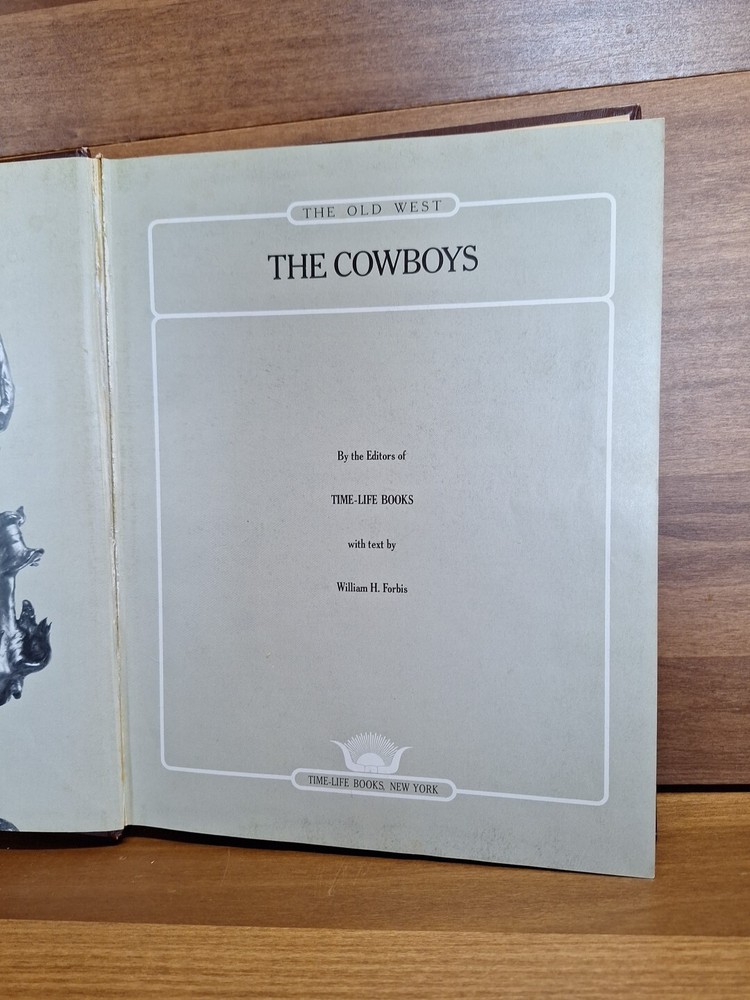 THE OLD WEST
THE COWBOYS
By the Editors of
TIME-LIFE BOOKS
with text by
William H. Forbis
TIME-LIFE BOOKS, NEW YORK